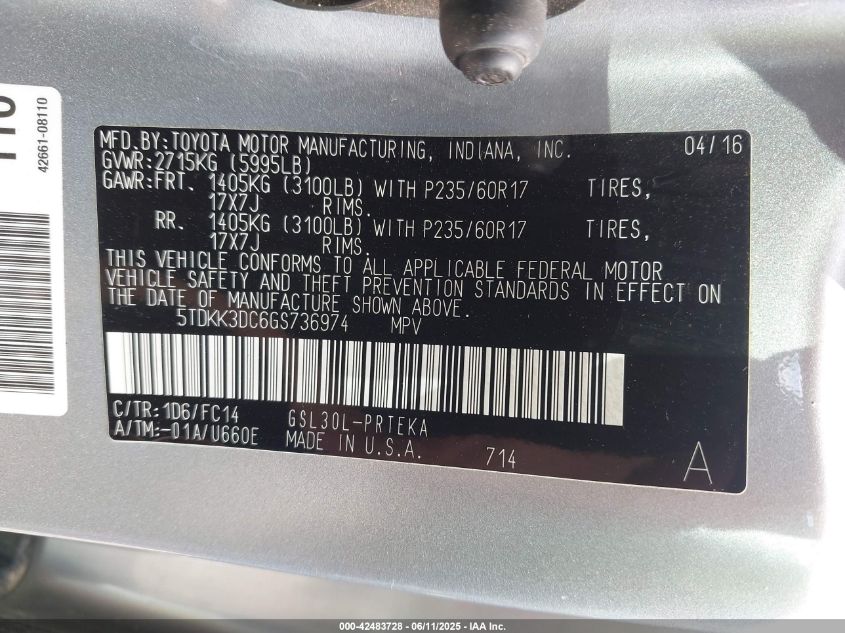 42661-08110
MFD.BY:TOYOTA MOTOR MANUFACTURING, INDIANA, INC. 04/16
GVWR:2715KG (5995LB)
GAWR:FRT. 1405KG (3100LB) WITH P235/60R17 TIRES,
17X7J RIMS.
RR. 1405KG (3100LB) WITH P235/60R17 TIRES,
17X7J RIMS.
THIS VEHICLE CONFORMS TO ALL APPLICABLE FEDERAL MOTOR
VEHICLE SAFETY AND THEFT PREVENTION STANDARDS IN EFFECT ON
THE DATE OF MANUFACTURE SHOWN ABOVE.
5TDKK3DC6GS736974 MPV
C/TR:1D6/FC14 GSL30L-PRTEKA
A/TM:-01A/U660E MADE IN U.S.A. 714 A
000-42483728 - 06/11/2025 - IAA Inc.